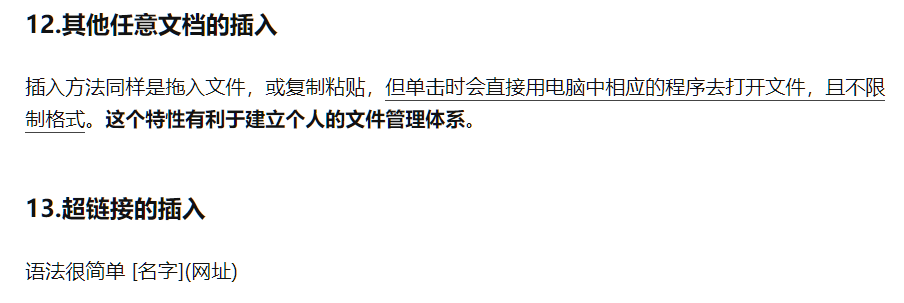 12.其他任意文档的插入
插入方法同样是拖入文件，或复制粘贴，但单击时会直接用电脑中相应的程序去打开文件，且不限
制格式。这个特性有利于建立个人的文件管理体系。
13.超链接的插入
语法很简单 [名字](网址)